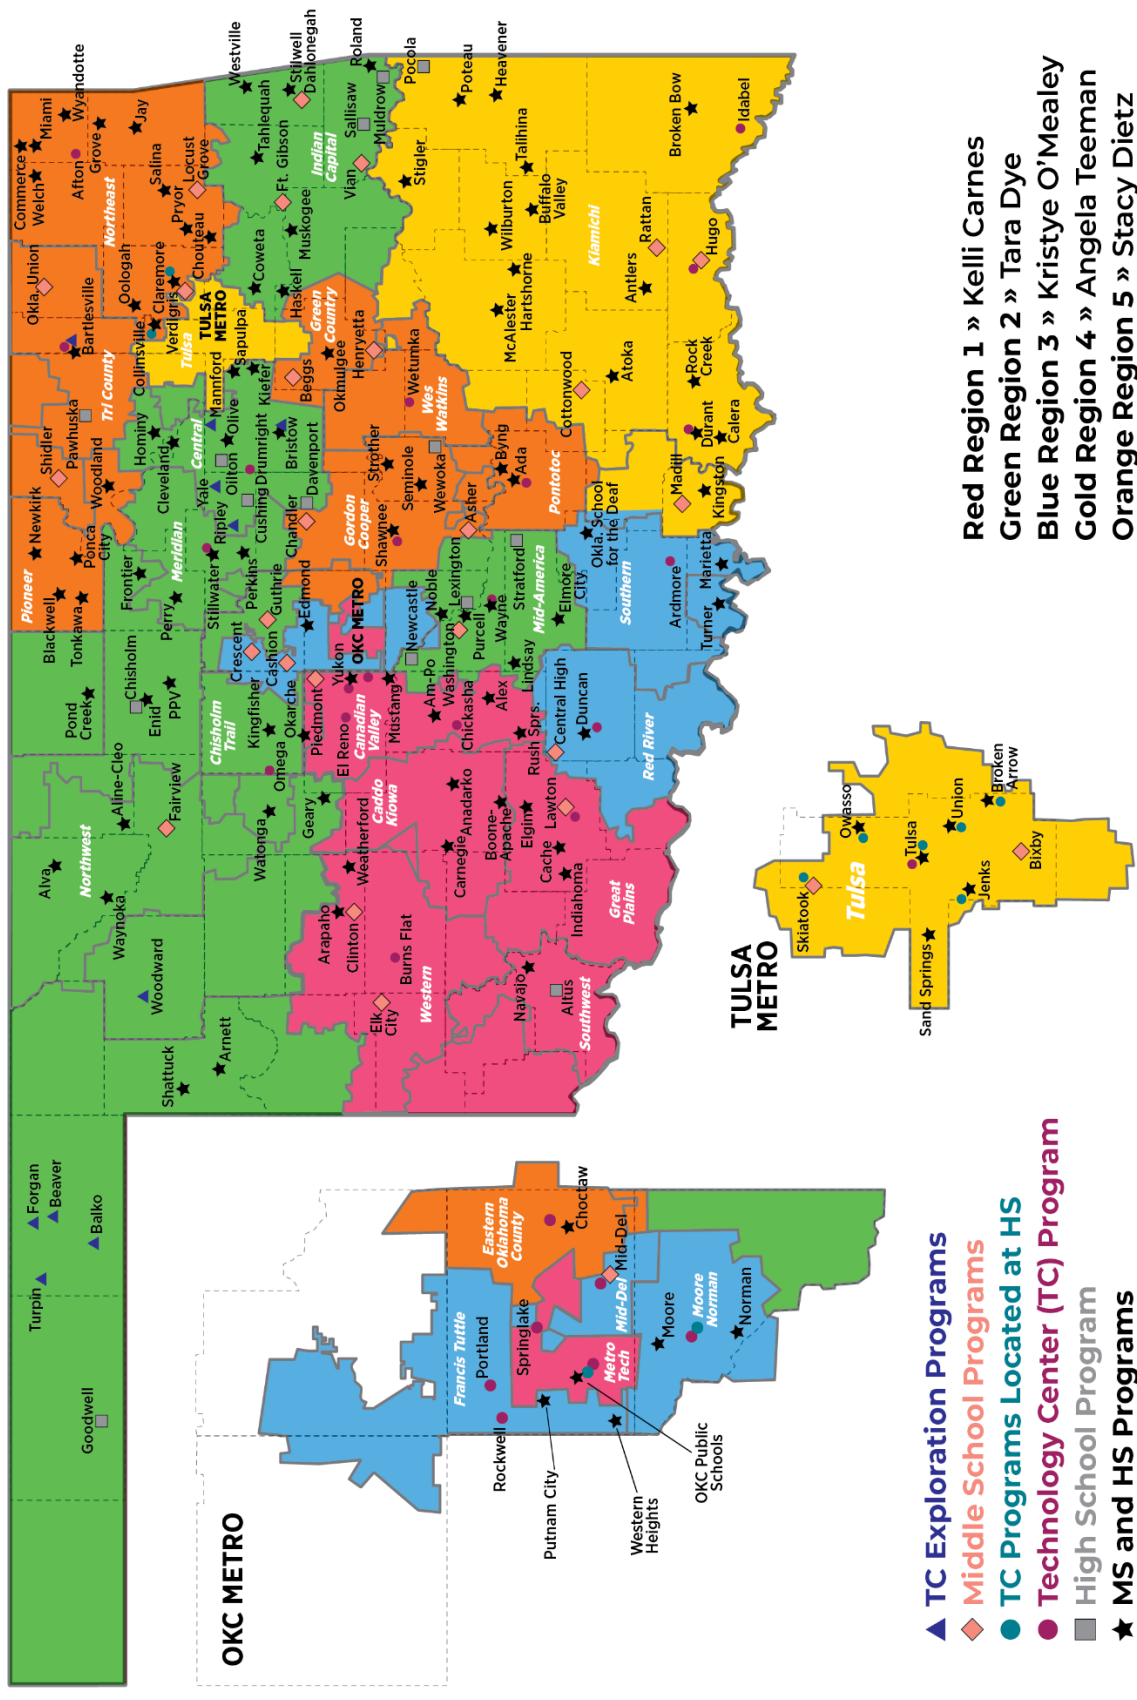 Turpin
Forgan
Beaver
Balko
Goodwell
Shattuck
Arnett
Woodward
Waynoka
Alva
Northwest
Aline-Cleo
Fairview
Watonga
Geary
Pond
Creek
Chisholm
Enid
PPV
Chisholm
Trail
Kingfisher
Omega
Okarche
Blackwell
Tonkawa
Pioneer
Newkirk
Ponca
City
Frontier
Perry
Meridian
Stillwater
Perkins
Ripley
Guthrie
Crescent
Cashion
Edmond
Piedmont
Yukon
OKC METRO
El Reno
Canadian
Valley
Mustang
Shidler
Pawhuska
Woodland
Tri County
Hominy
Cleveland
Central
Mannford
Yale
Oilton
Olive
Cushing
Drumright
Bristow
Davenport
Chandler
Kiefer
Sapulpa
Okla. Union
Bartlesville
Oologah
Collinsville
Claremore
Verdigris
Tulsa
TULSA
METRO
Commerce
Miami
Welch
Wyandotte
Afton
Grove
Jay
Northeast
Salina
Pryor
Locust
Grove
Chouteau
Westville
Tahlequah
Stilwell
Dahlonegah
Ft. Gibson
Muskogee
Coweta
Haskell
Indian
Capital
Vian
Sallisaw
Muldrow
Roland
Pocola
Green
Country
Beggs
Okmulgee
Henryetta
Wetumka
Wes
Watkins
Strother
Seminole
Wewoka
Gordon
Cooper
Shawnee
Asher
Byng
Ada
Pontotoc
Poteau
Heavener
Stigler
Talihina
Wilburton
Buffalo
Valley
McAlester
Hartshorne
Kiamichi
Rattan
Antlers
Hugo
Broken Bow
Idabel
Cottonwood
Atoka
Rock
Creek
Durant
Calera
Madill
Kingston
Newcastle
Noble
Lexington
Washington
Purcell
Wayne
Stratford
Mid-America
Elmore
City
Lindsay
Okla. School
for the Deaf
Southern
Ardmore
Marietta
Turner
Am-Po
Chickasha
Alex
Rush Sprs.
Central High
Duncan
Red River
Caddo
Kiowa
Weatherford
Anadarko
Carnegie
Boone-
Apache
Elgin
Cache
Lawton
Indiahoma
Great
Plains
Arapaho
Clinton
Burns Flat
Elk
City
Western
Navajo
Altus
Southwest
OKC METRO
Francis Tuttle
Portland
Rockwell
Putnam City
Western
Heights
OKC Public
Schools
Springlake
Metro
Tech
Eastern
Oklahoma
County
Choctaw
Mid-Del
Mid-Del
Moore
Moore
Norman
Norman
TULSA
METRO
Skiatook
Owasso
Tulsa
Tulsa
Union
Broken
Arrow
Bixby
Jenks
Sand Springs
TC Exploration Programs
Middle School Programs
TC Programs Located at HS
Technology Center (TC) Program
High School Program
MS and HS Programs
Red Region 1 » Kelli Carnes
Green Region 2 » Tara Dye
Blue Region 3 » Kristye O’Mealey
Gold Region 4 » Angela Teeman
Orange Region 5 » Stacy Dietz